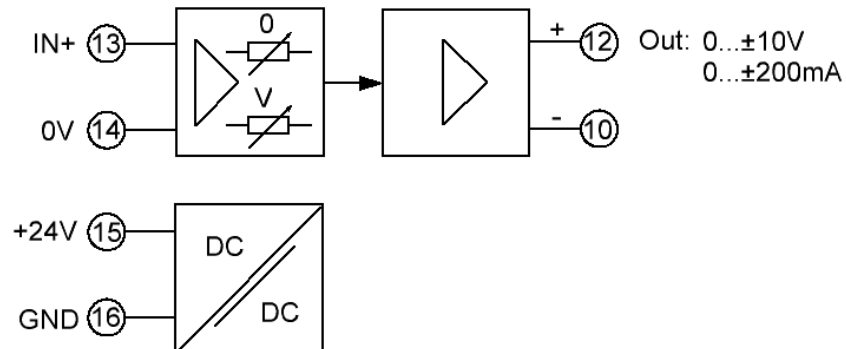 IN+ 13
0
V
0V 14
+ 12 Out: 0...±10V
0...±200mA
- 10
+24V 15
DC
GND 16
DC